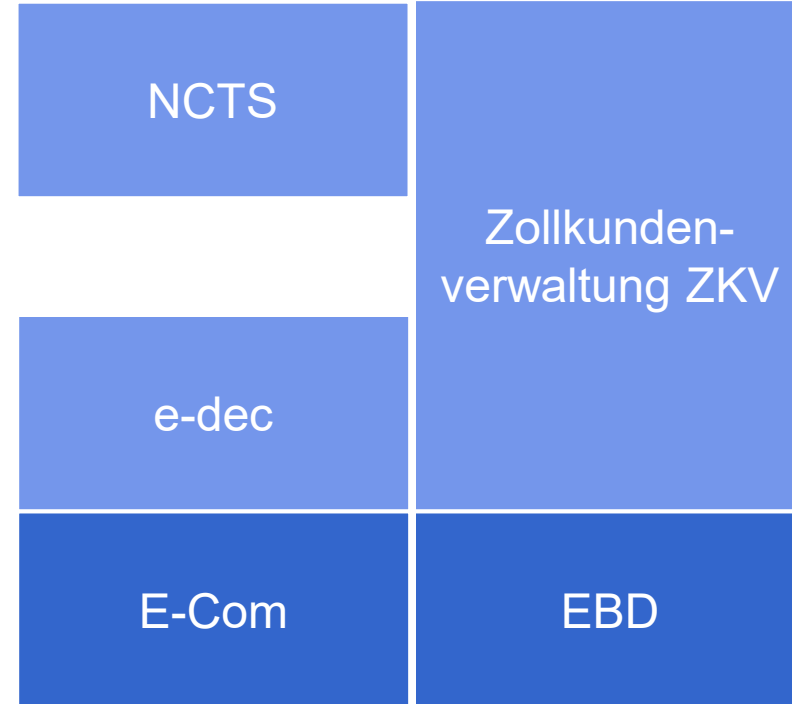 NCTS
Zollkunden-
verwaltung ZKV
e-dec
E-Com
EBD